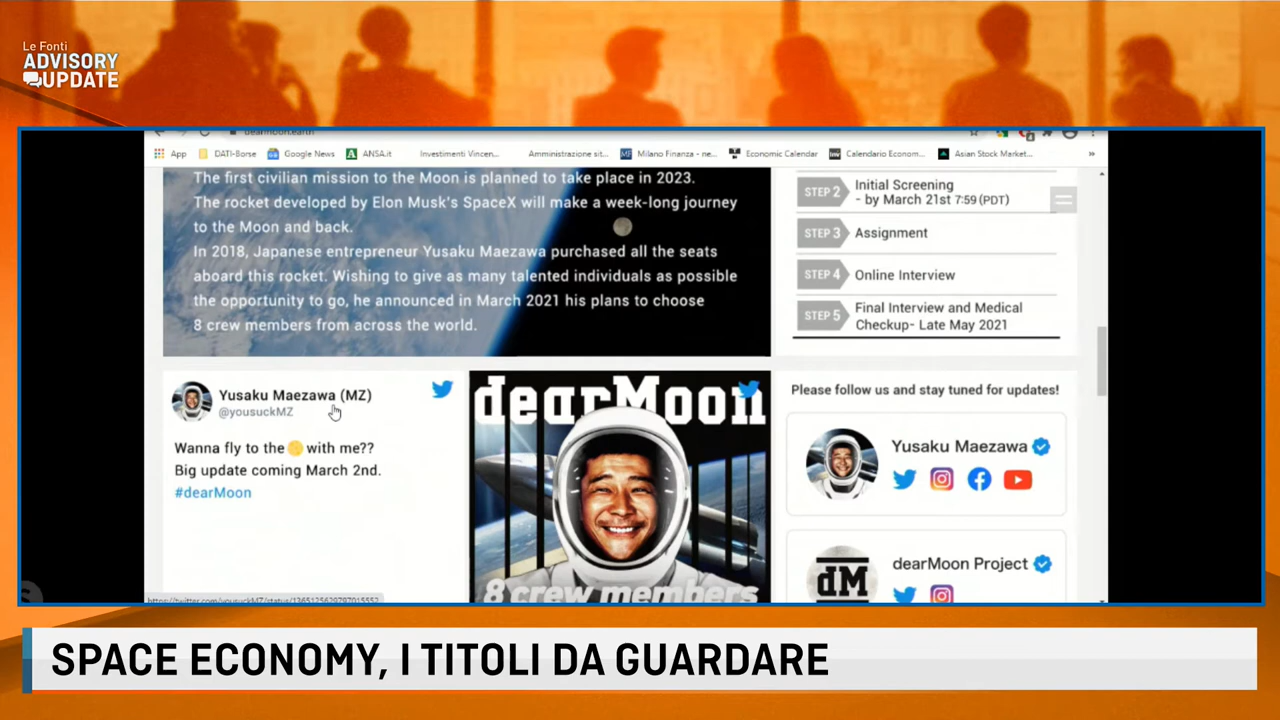 Le Fonti
ADVISORY
UPDATE
dearmoon.earth
App
DATI-Borse
Google News
ANSA.it
Investimenti Vincen...
Amministrazione sit...
Milano Finanza - ne...
Economic Calendar
Calendario Econom...
Asian Stock Market...
»
The first civilian mission to the Moon is planned to take place in 2023.
The rocket developed by Elon Musk's SpaceX will make a week-long journey
to the Moon and back.
In 2018, Japanese entrepreneur Yusaku Maezawa purchased all the seats
aboard this rocket. Wishing to give as many talented individuals as possible
the opportunity to go, he announced in March 2021 his plans to choose
8 crew members from across the world.
STEP 2 Initial Screening
- by March 21st 7:59 (PDT)
STEP 3 Assignment
STEP 4 Online Interview
STEP 5 Final Interview and Medical
Checkup- Late May 2021
Yusaku Maezawa (MZ)
@yousuckMZ
Wanna fly to the 🌕 with me??
Big update coming March 2nd.
#dearMoon
dearMoon
8 crew members
Please follow us and stay tuned for updates!
Yusaku Maezawa
dearMoon Project
dM
SPACE ECONOMY, I TITOLI DA GUARDARE